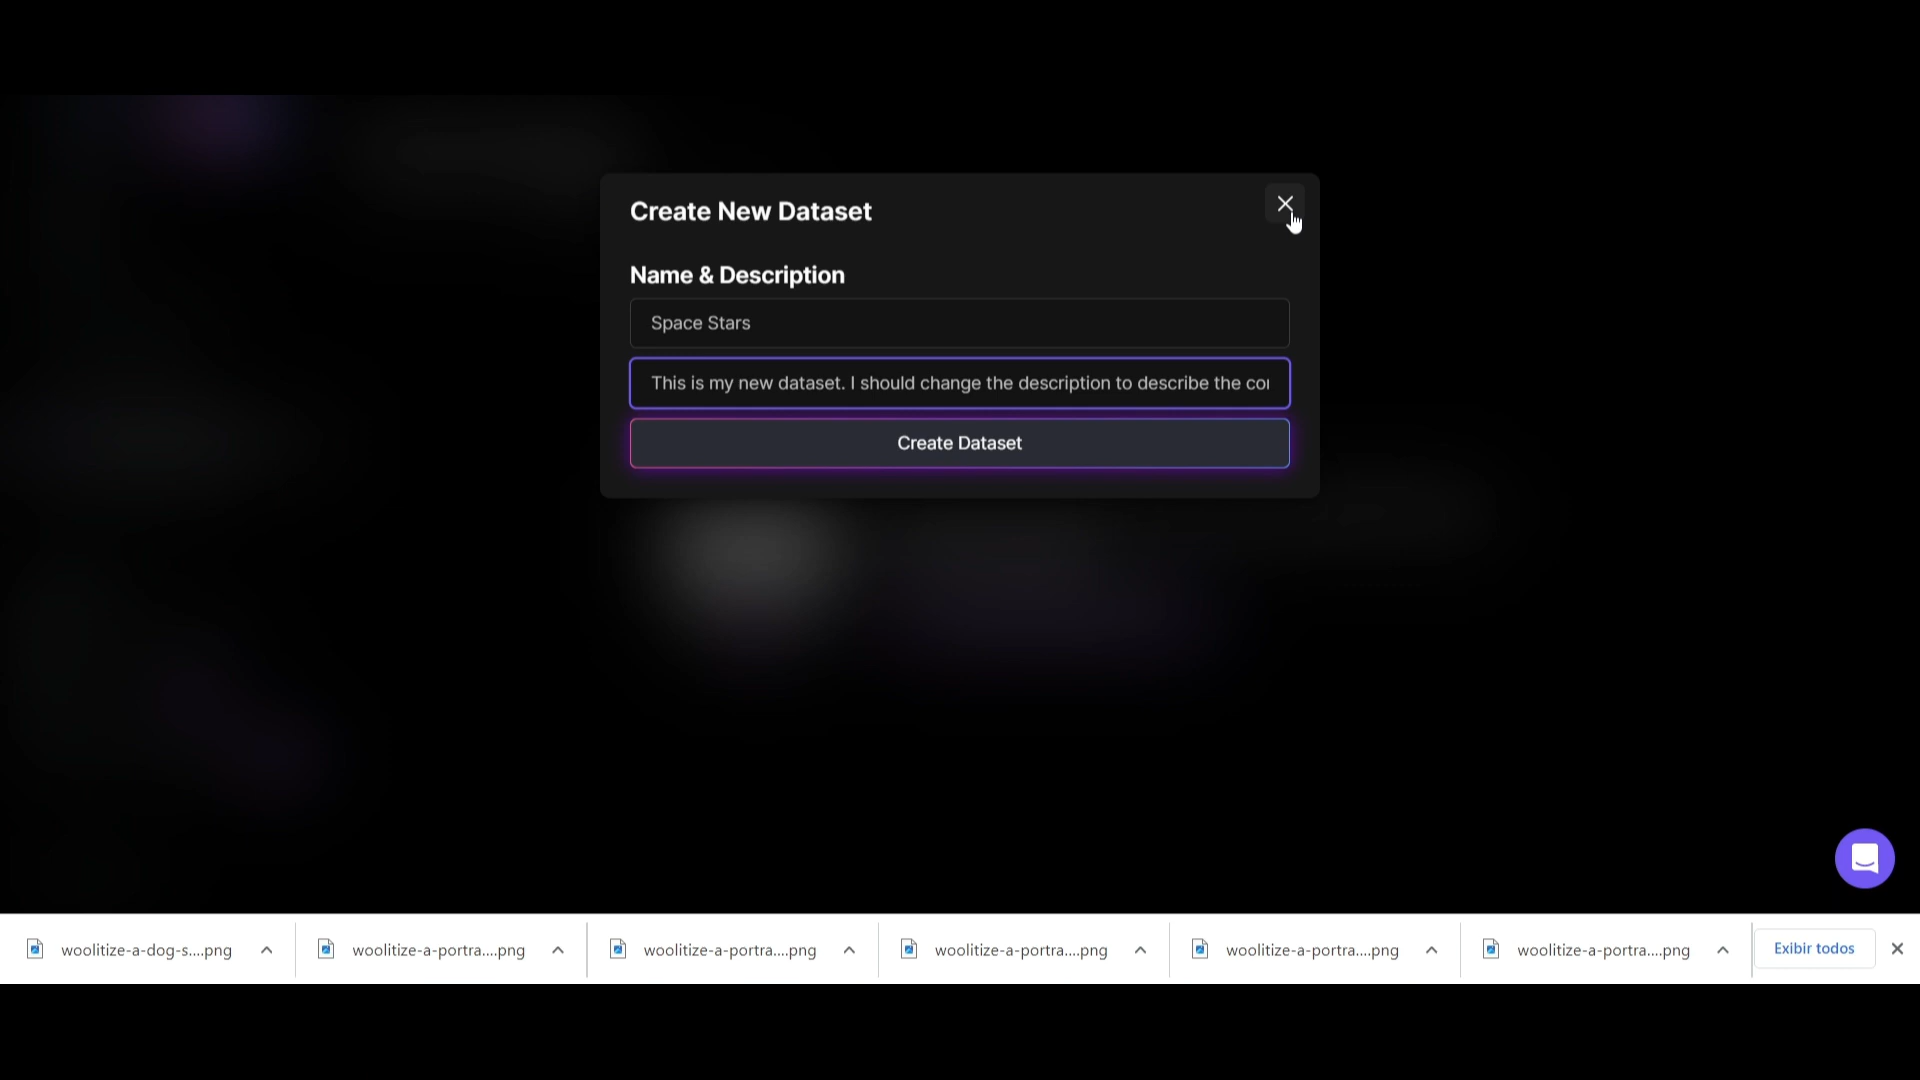 Create New Dataset
Name & Description
Space Stars
This is my new dataset. I should change the description to describe the
Create Dataset
woolitize-a-dog-s....png
woolitize-a-portra....png
woolitize-a-portra....png
woolitize-a-portra....png
woolitize-a-portra....png
woolitize-a-portra....png
Exibir todos